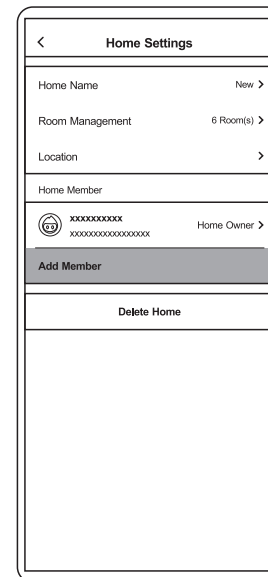 Home Settings
Home Name New
Room Management 6 Room(s)
Location
Home Member
xxxxxxxxxx
xxxxxxxxxxxxxxxxx Home Owner
Add Member
Delete Home